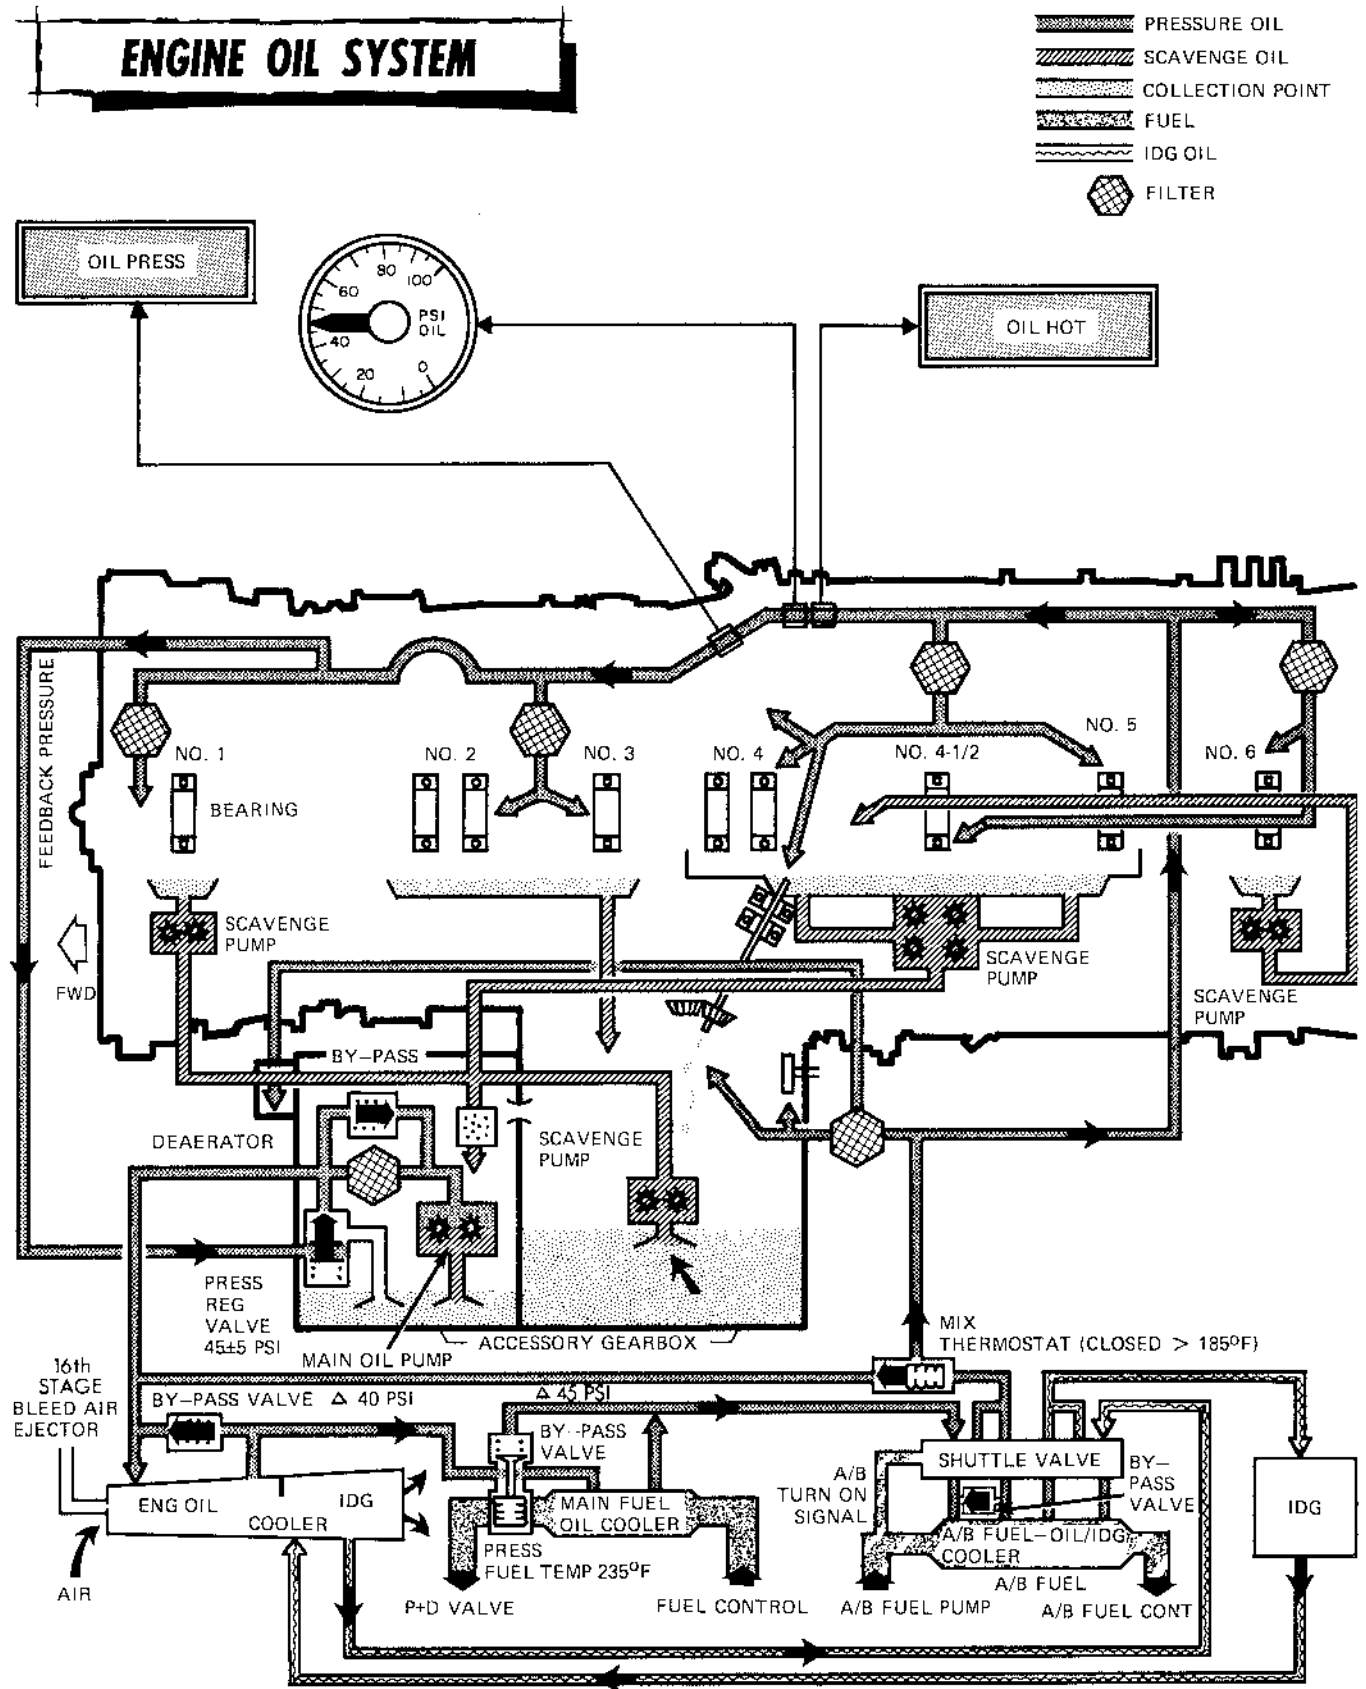 ENGINE OIL SYSTEM
PRESSURE OIL
SCAVENGE OIL
COLLECTION POINT
FUEL
IDG OIL
FILTER
OIL PRESS
80
100
60
PSI
OIL
40
20
0
OIL HOT
FEEDBACK PRESSURE
NO. 1
NO. 2
NO. 3
NO. 4
NO. 4-1/2
NO. 5
NO. 6
BEARING
SCAVENGE
PUMP
FWD
SCAVENGE
PUMP
SCAVENGE
PUMP
BY-PASS
DEAERATOR
SCAVENGE
PUMP
PRESS
REG
VALVE
45±5 PSI
MAIN OIL PUMP
ACCESSORY GEARBOX
MIX
THERMOSTAT (CLOSED > 185°F)
16th
STAGE
BLEED AIR
EJECTOR
BY-PASS VALVE Δ 40 PSI
Δ 45 PSI
BY-PASS
VALVE
ENG OIL
IDG
COOLER
AIR
MAIN FUEL
OIL COOLER
PRESS
FUEL TEMP 235°F
P+D VALVE
FUEL CONTROL
A/B
TURN ON
SIGNAL
SHUTTLE VALVE
BY-
PASS
VALVE
A/B FUEL-OIL/IDG
COOLER
A/B FUEL
A/B FUEL PUMP
A/B FUEL CONT
IDG